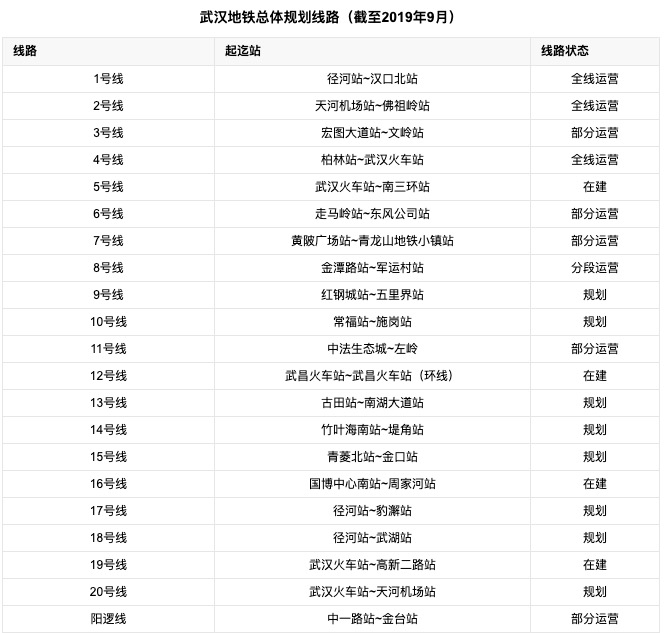 武汉地铁总体规划线路（截至2019年9月）
线路 起迄站 线路状态
1号线 径河站~汉口北站 全线运营
2号线 天河机场站~佛祖岭站 全线运营
3号线 宏图大道站~文岭站 部分运营
4号线 柏林站~武汉火车站 全线运营
5号线 武汉火车站~南三环站 在建
6号线 走马岭站~东风公司站 部分运营
7号线 黄陂广场站~青龙山地铁小镇站 部分运营
8号线 金潭路站~军运村站 分段运营
9号线 红钢城站~五里界站 规划
10号线 常福站~施岗站 规划
11号线 中法生态城~左岭 部分运营
12号线 武昌火车站~武昌火车站（环线） 在建
13号线 古田站~南湖大道站 规划
14号线 竹叶海南站~堤角站 规划
15号线 青菱北站~金口站 规划
16号线 国博中心南站~周家河站 在建
17号线 径河站~豹澥站 规划
18号线 径河站~武湖站 规划
19号线 武汉火车站~高新二路站 在建
20号线 武汉火车站~天河机场站 规划
阳逻线 中一路站~金台站 部分运营